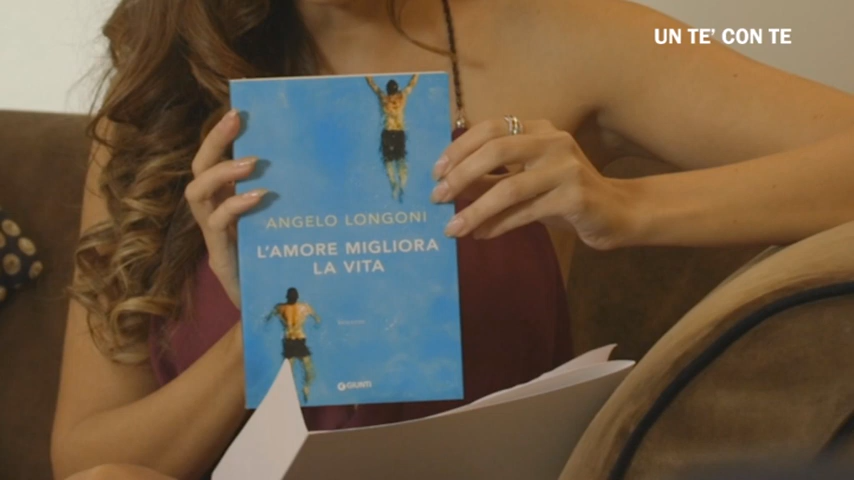 UN TE' CON TE
ANGELO LONGONI
L'AMORE MIGLIORA
LA VITA
GIUNTI